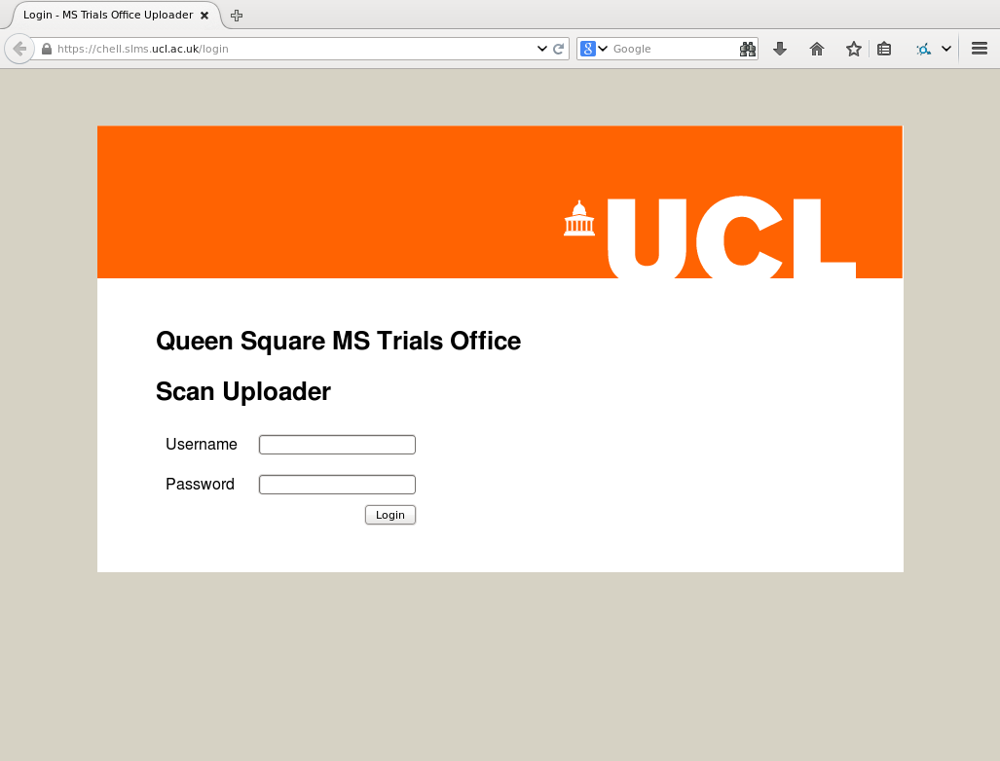 Login - MS Trials Office Uploader
https://chell.slms.ucl.ac.uk/login
8 Google
UCL
Queen Square MS Trials Office
Scan Uploader
Username
Password
Login